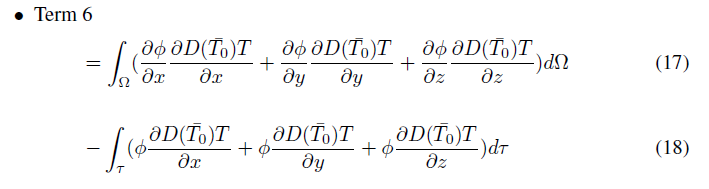 • Term 6
= ∫_Ω (∂ϕ/∂x ∂D(T̄₀)T/∂x + ∂ϕ/∂y ∂D(T̄₀)T/∂y + ∂ϕ/∂z ∂D(T̄₀)T/∂z) dΩ (17)
− ∫_τ (ϕ ∂D(T̄₀)T/∂x + ϕ ∂D(T̄₀)T/∂y + ϕ ∂D(T̄₀)T/∂z) dτ (18)